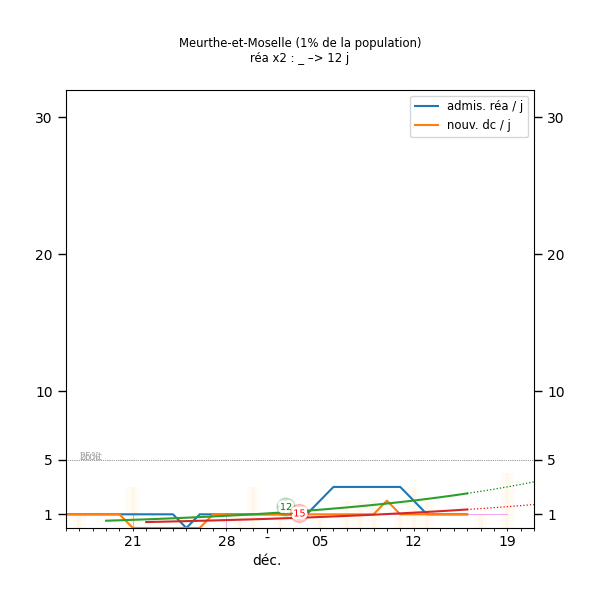 Meurthe-et-Moselle (1% de la population)
réa x2 : _ –> 12 j
admis. réa / j
nouv. dc / j
30 30
20 20
10 10
5 5
1 1
12
15
21 28 - 05 12 19
déc.